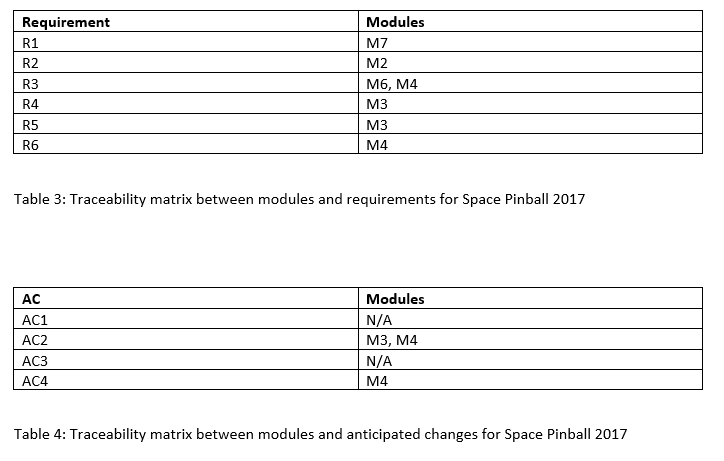 Requirement Modules
R1 M7
R2 M2
R3 M6, M4
R4 M3
R5 M3
R6 M4
Table 3: Traceability matrix between modules and requirements for Space Pinball 2017
AC Modules
AC1 N/A
AC2 M3, M4
AC3 N/A
AC4 M4
Table 4: Traceability matrix between modules and anticipated changes for Space Pinball 2017